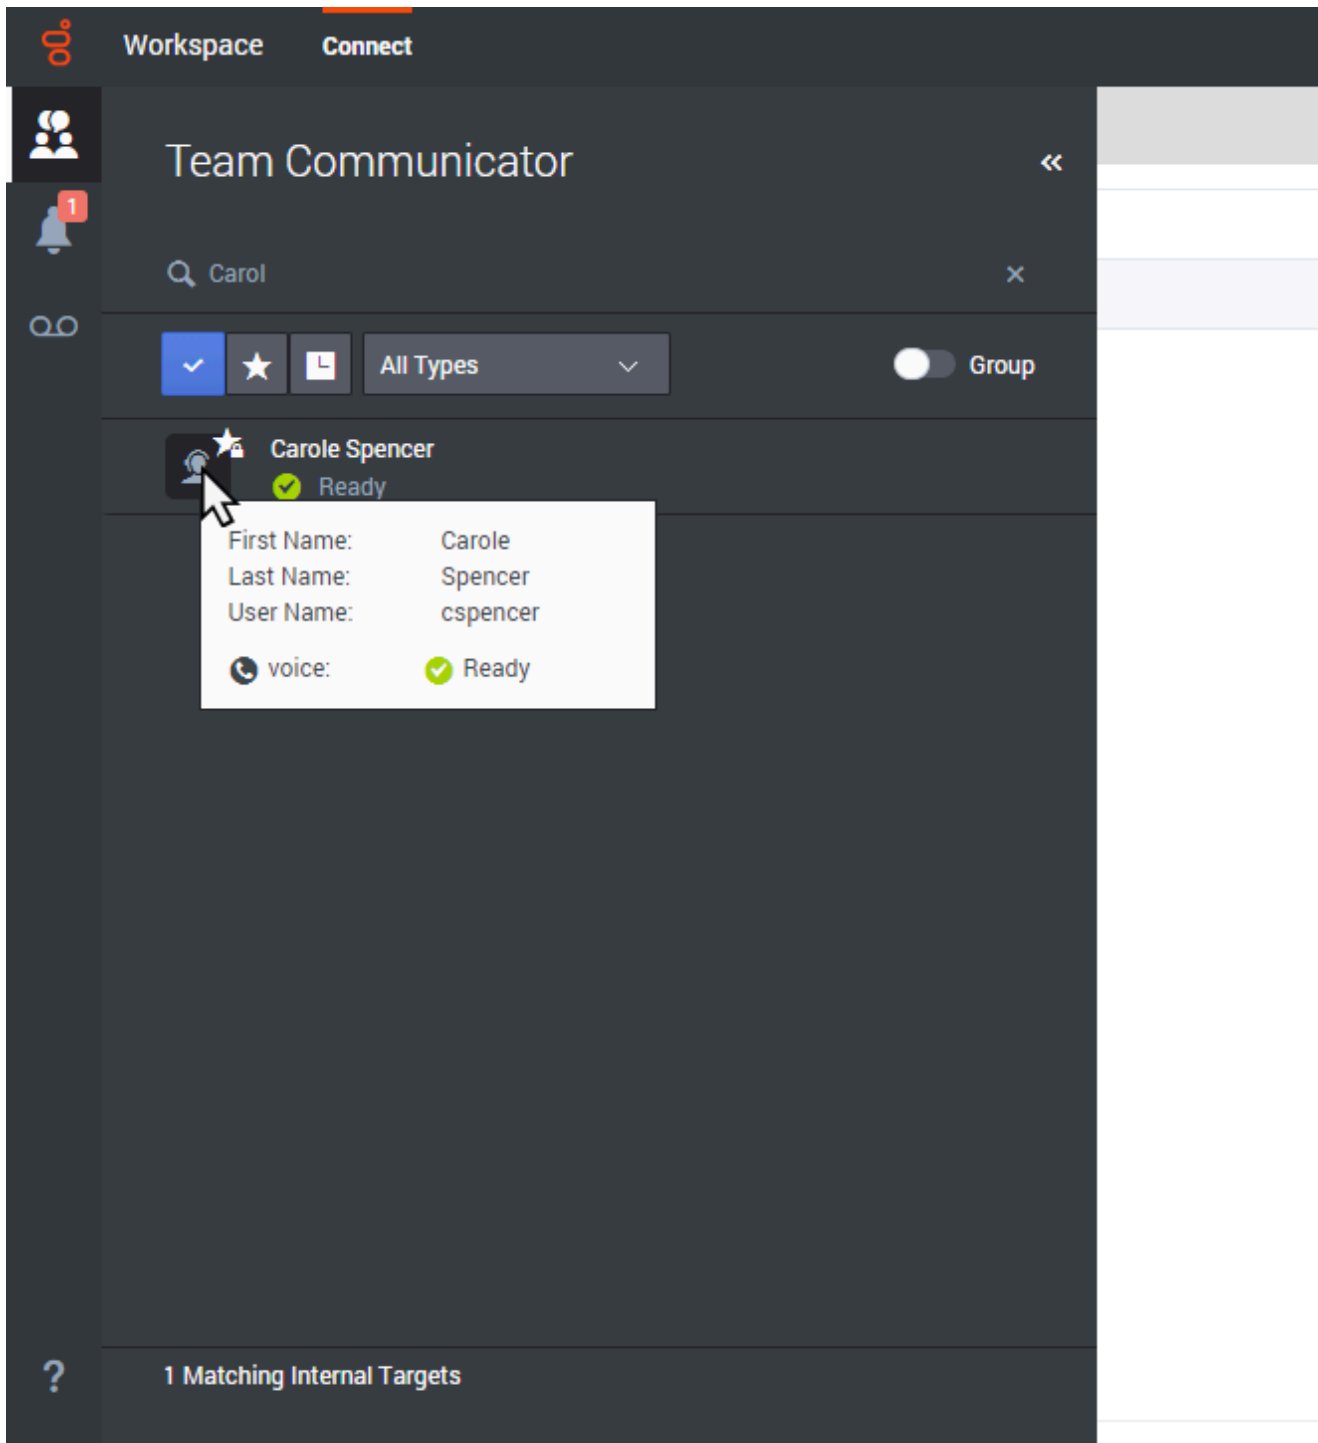 Workspace Connect
Team Communicator «
1
Carol ×
All Types Group
Carole Spencer
Ready
First Name: Carole
Last Name: Spencer
User Name: cspencer
voice: Ready
? 1 Matching Internal Targets